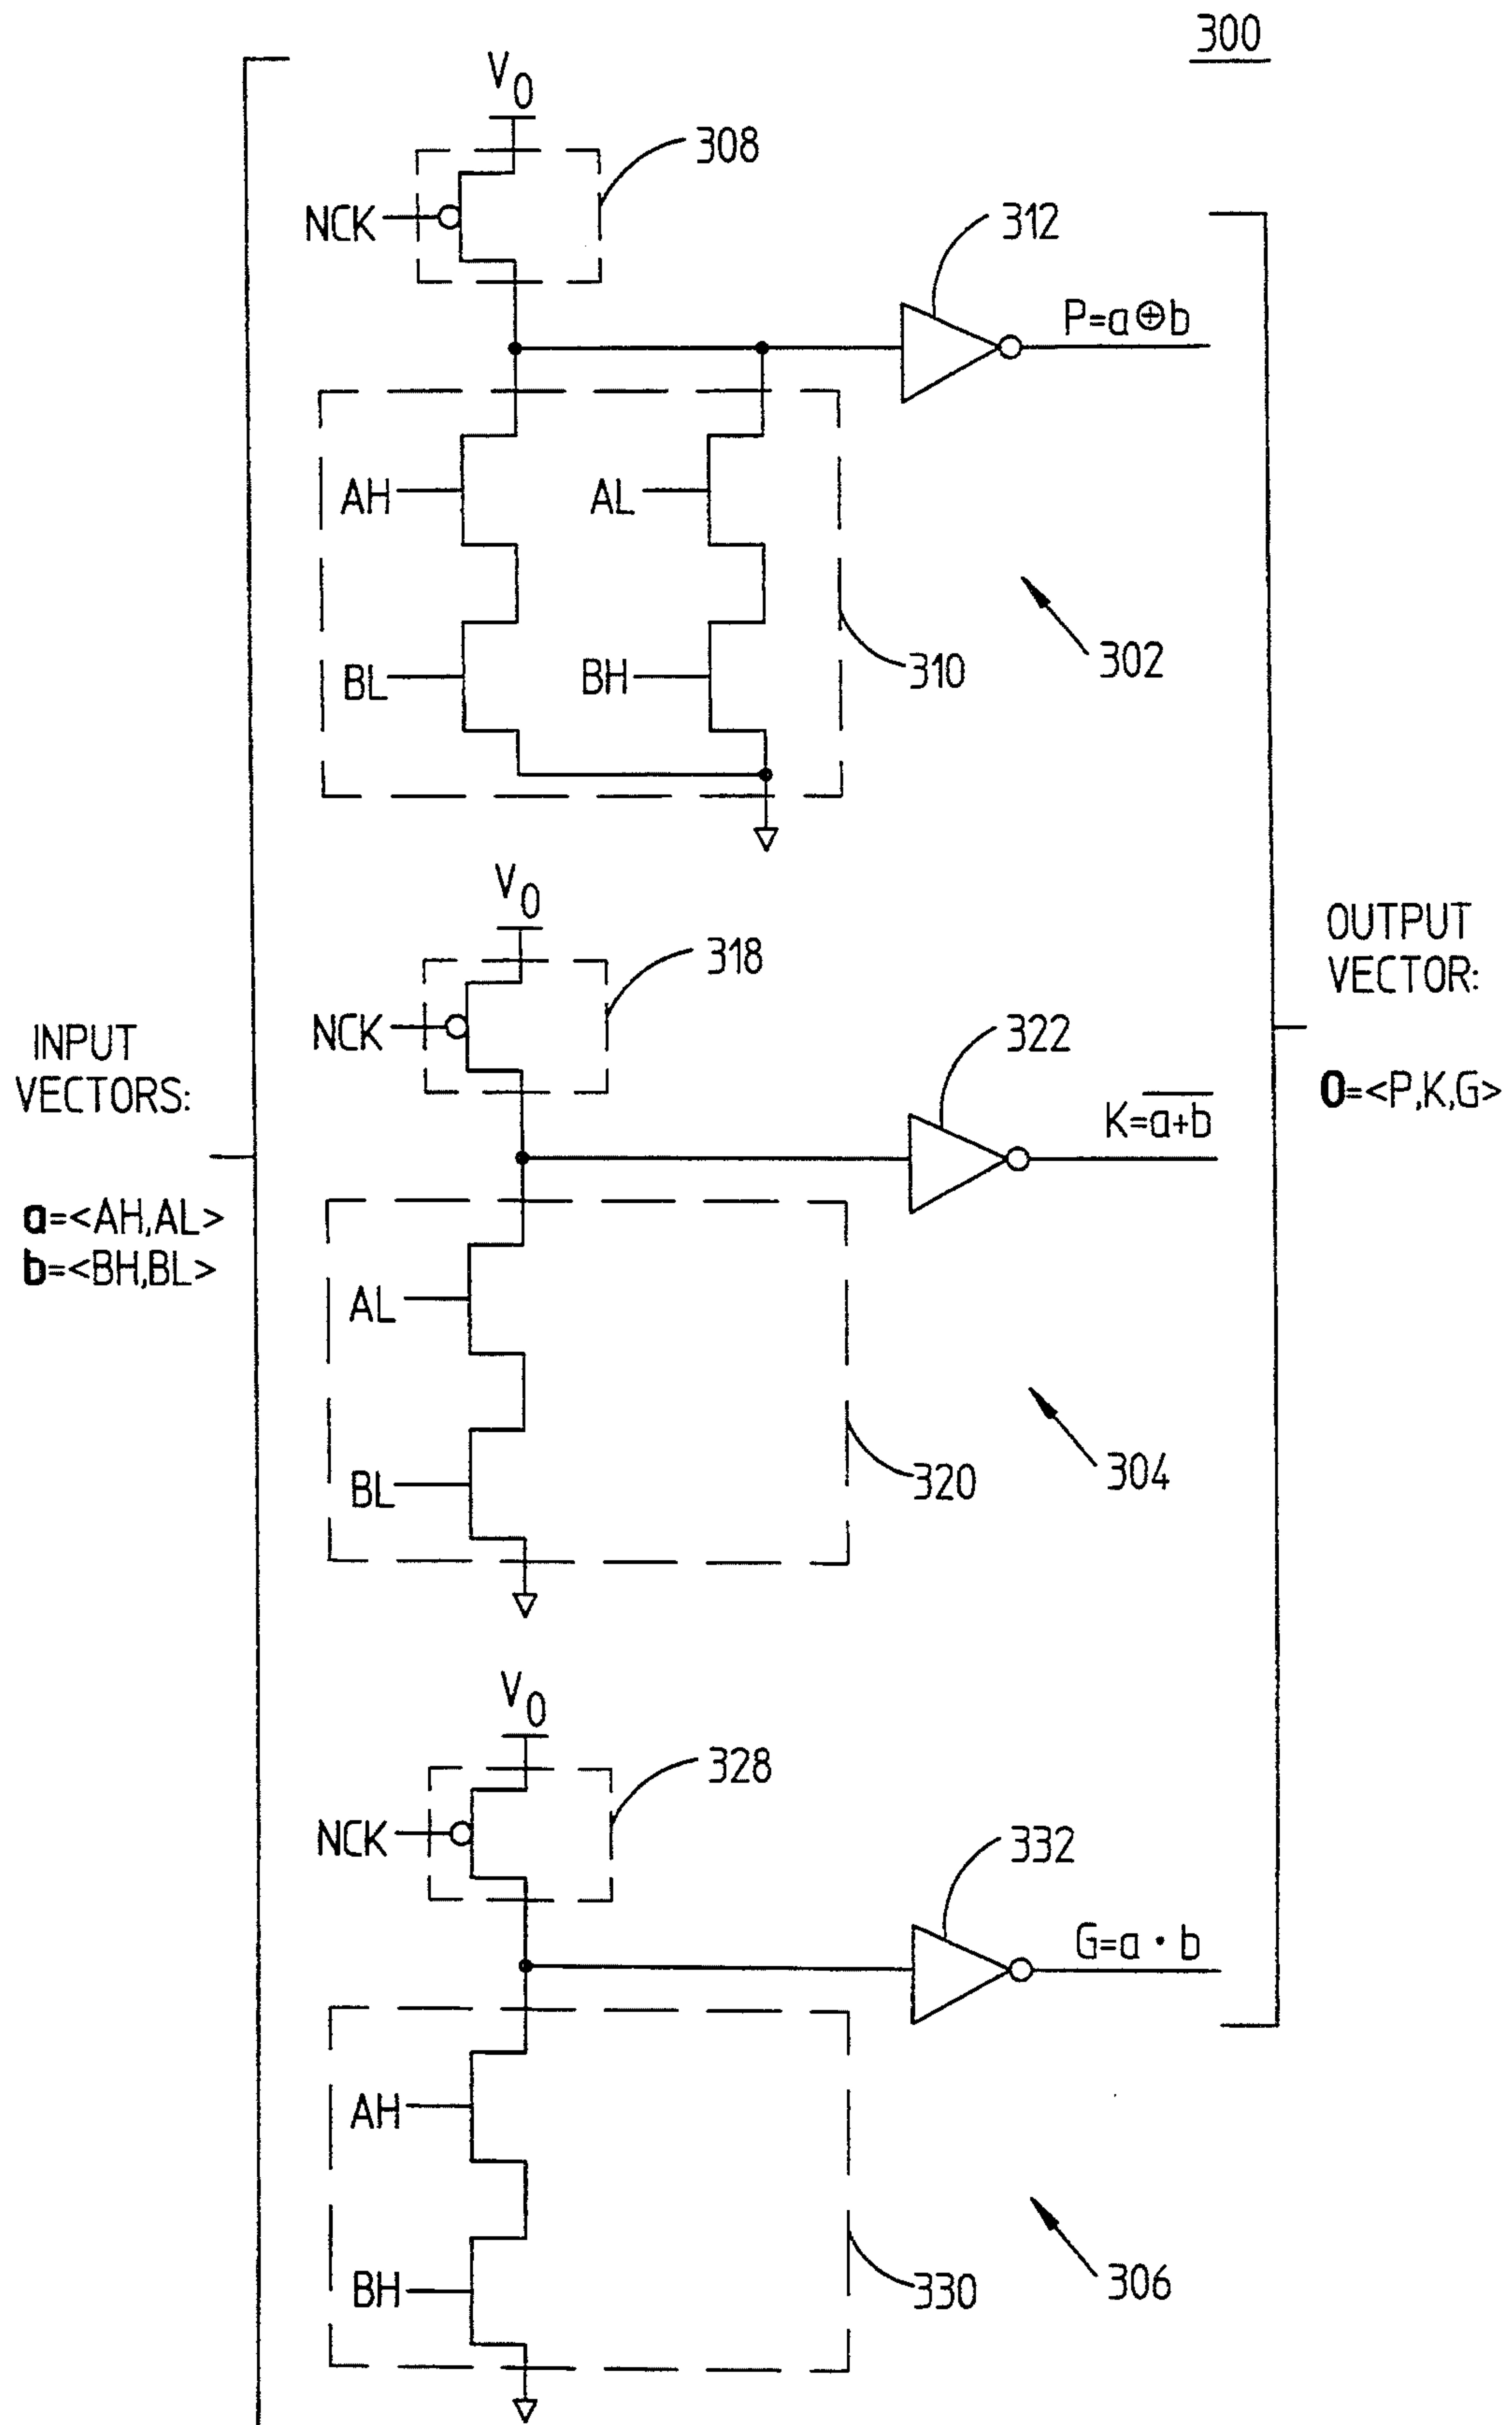 300
V0
308
NCK
312
P=a⊕b
AH
AL
BL
BH
310
302
V0
318
NCK
322
K=a+b
AL
BL
320
304
V0
328
NCK
332
G=a·b
AH
BH
330
306
INPUT
VECTORS:
a=<AH,AL>
b=<BH,BL>
OUTPUT
VECTOR:
O=<P,K,G>